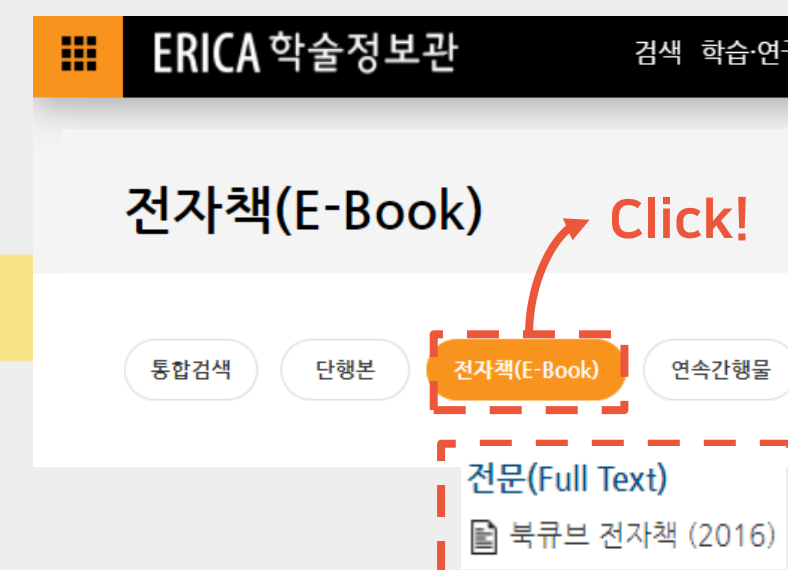 ERICA 학술정보관
검색 학습·연구
전자책(E-Book)
Click!
통합검색 단행본 전자책(E-Book) 연속간행물
전문(Full Text)
북큐브 전자책 (2016)